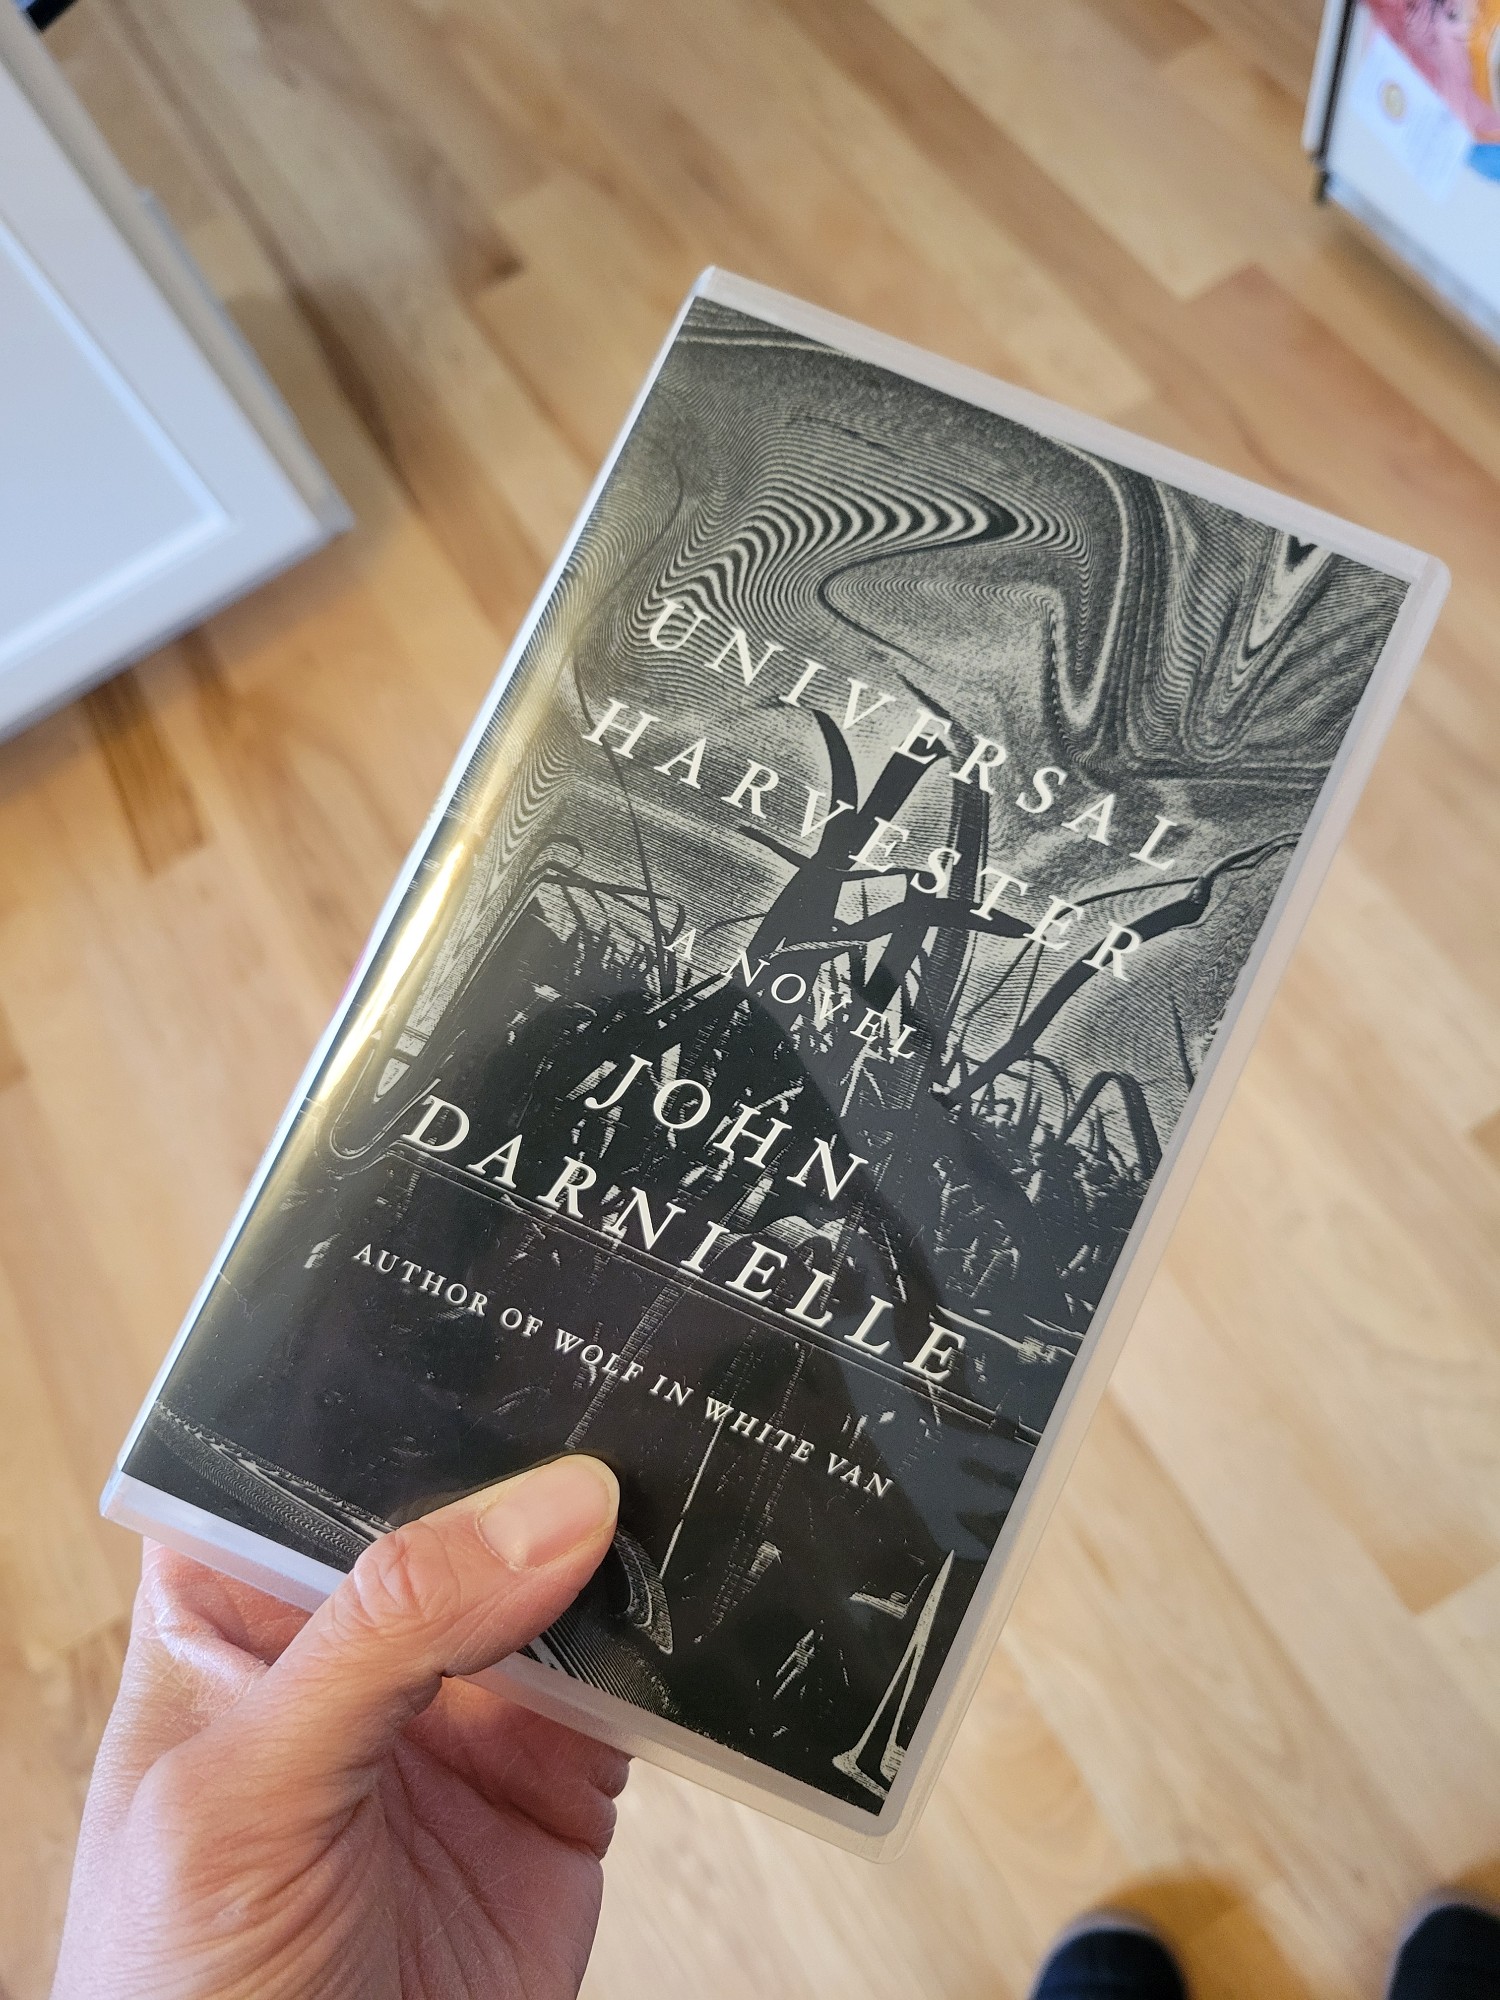 UNIVERSAL
HARVESTER
A NOVEL
JOHN
DARNIELLE
AUTHOR OF WOLF IN WHITE VAN